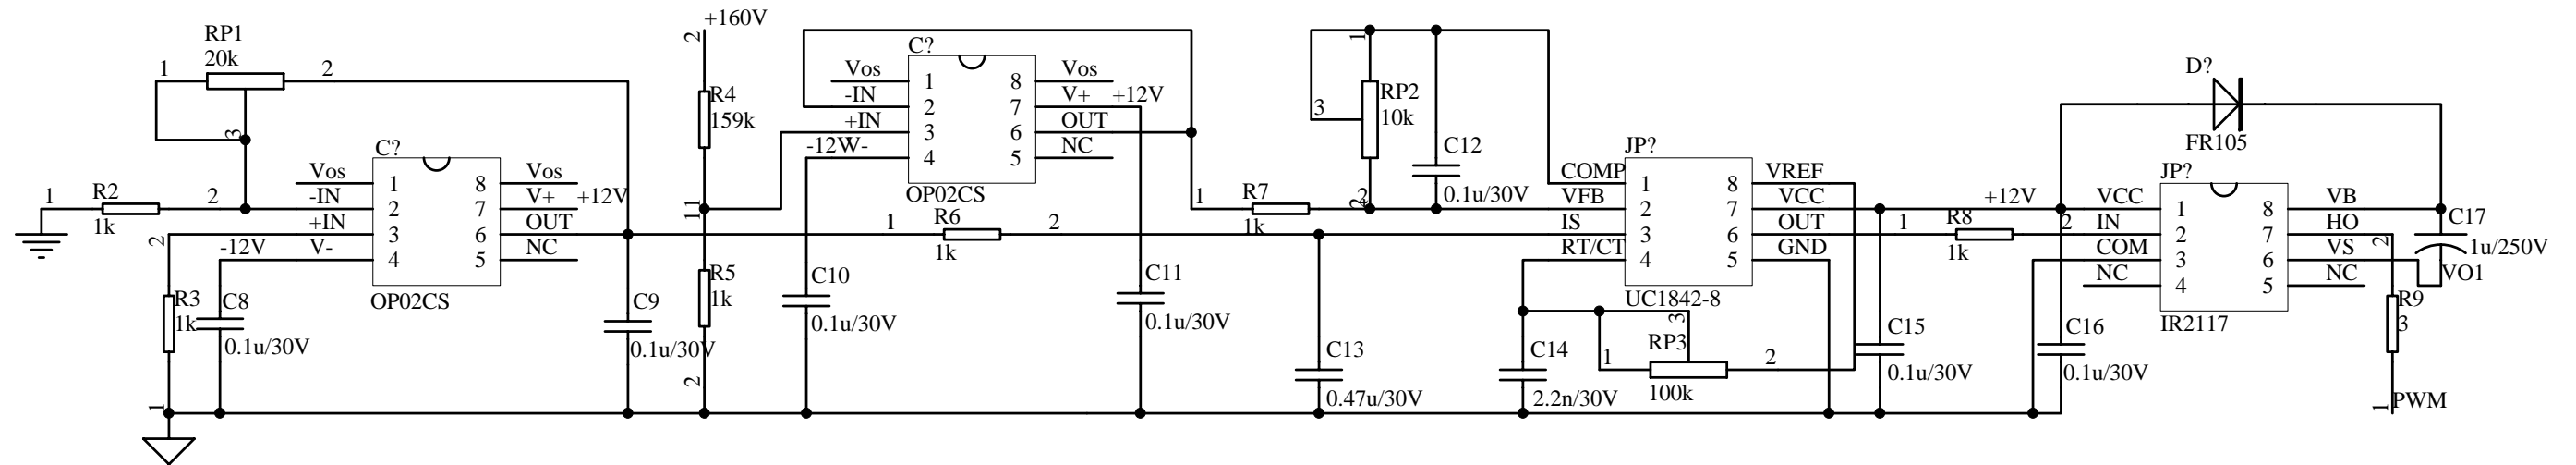 RP1
20k
1
2
3
C?
Vos
-IN
+IN
-12V
V-
1
2
3
4
8
7
6
5
Vos
V+
+12V
OUT
NC
OP02CS
1
R2
2
1k
2
R3
1k
1
C8
0.1u/30V
C9
0.1u/30V
+160V
2
R4
159k
1
1
R5
1k
2
C?
Vos
-IN
+IN
-12V
V-
1
2
3
4
8
7
6
5
Vos
V+
+12V
OUT
NC
OP02CS
1
R6
2
1k
C10
0.1u/30V
C11
0.1u/30V
1
R7
2
1k
1
3
RP2
10k
2
C12
0.1u/30V
C13
0.47u/30V
JP?
COMP
VFB
IS
RT/CT
1
2
3
4
8
7
6
5
VREF
VCC
OUT
GND
UC1842-8
C14
2.2n/30V
3
RP3
1
2
100k
C15
0.1u/30V
1
R8
2
1k
+12V
C16
0.1u/30V
D?
FR105
JP?
VCC
IN
COM
NC
1
2
3
4
8
7
6
5
VB
HO
VS
NC
IR2117
C17
1u/250V
VO1
2
R9
3
1
PWM